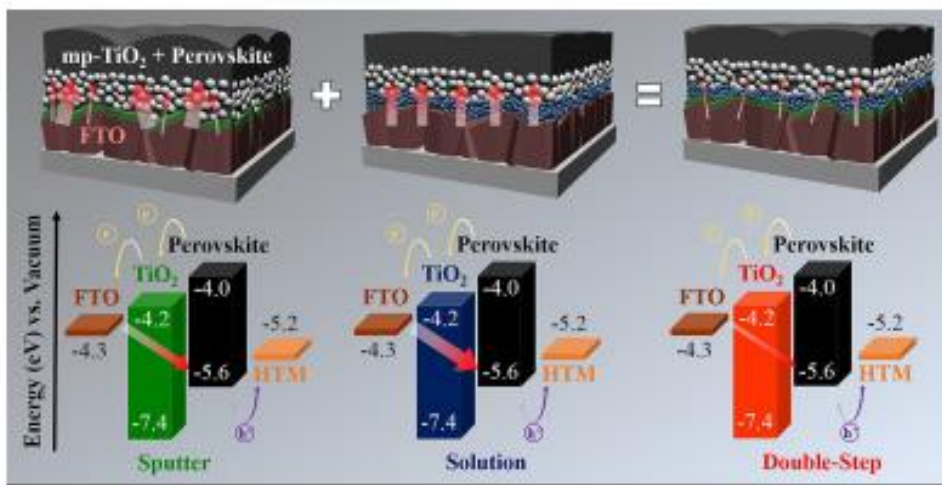 mp-TiO₂ + Perovskite
FTO
+
=
Energy (eV) vs. Vacuum
Perovskite
TiO₂
FTO
-4.0
-4.2
-4.3
-5.2
-5.6
HTM
-7.4
h⁺
Sputter
Perovskite
TiO₂
FTO
-4.0
-4.2
-4.3
-5.2
-5.6
HTM
-7.4
h⁺
Solution
Perovskite
TiO₂
FTO
-4.0
-4.2
-4.3
-5.2
-5.6
HTM
-7.4
h⁺
Double-Step